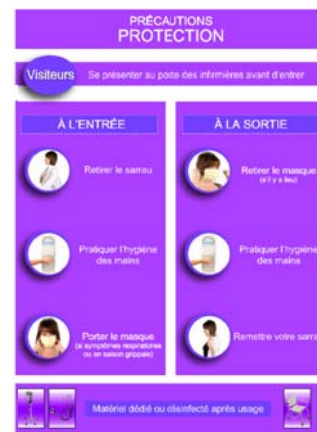 PRÉCAUTIONS
PROTECTION
Visiteurs
Se présenter au poste des infirmières avant d'entrer
À L'ENTRÉE
Retirer le sarrau
Pratiquer l'hygiène
des mains
Porter le masque
(si symptômes respiratoires
ou en saison grippale)
À LA SORTIE
Retirer le masque
(s'il y a lieu)
Pratiquer l'hygiène
des mains
Remettre votre sarrau
Matériel dédié ou désinfecté après usage